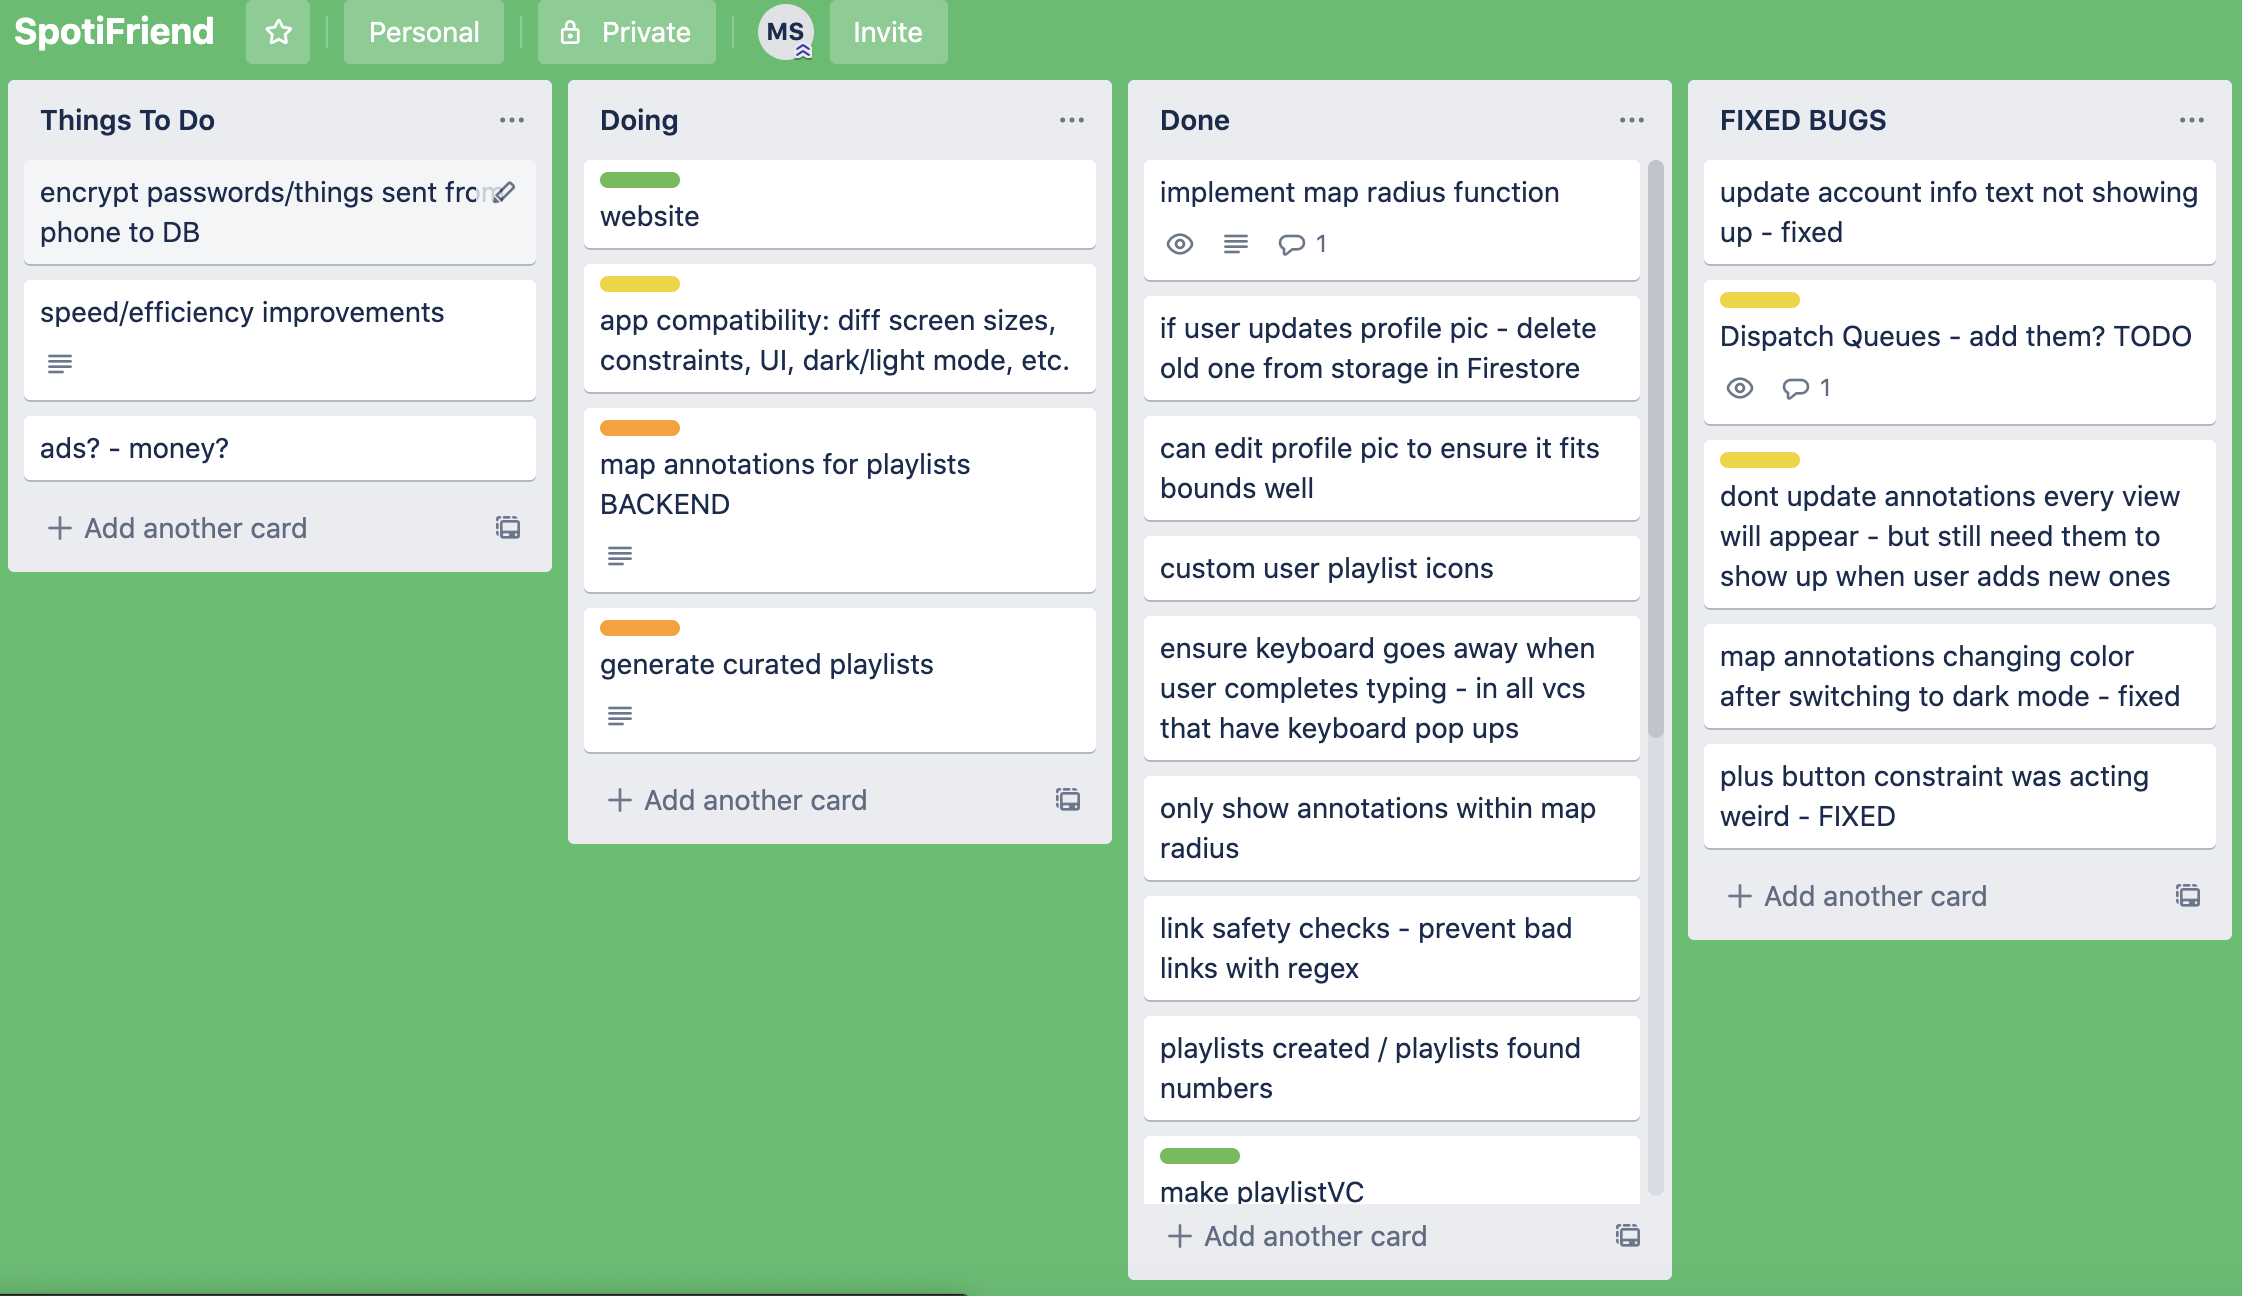 SpotiFriend
Personal
Private
MS
Invite
Things To Do
encrypt passwords/things sent from
phone to DB
speed/efficiency improvements
ads? - money?
Add another card
Doing
website
app compatibility: diff screen sizes,
constraints, UI, dark/light mode, etc.
map annotations for playlists
BACKEND
generate curated playlists
Add another card
Done
implement map radius function
1
if user updates profile pic - delete
old one from storage in Firestore
can edit profile pic to ensure it fits
bounds well
custom user playlist icons
ensure keyboard goes away when
user completes typing - in all vcs
that have keyboard pop ups
only show annotations within map
radius
link safety checks - prevent bad
links with regex
playlists created / playlists found
numbers
make playlistVC
Add another card
FIXED BUGS
update account info text not showing
up - fixed
Dispatch Queues - add them? TODO
1
dont update annotations every view
will appear - but still need them to
show up when user adds new ones
map annotations changing color
after switching to dark mode - fixed
plus button constraint was acting
weird - FIXED
Add another card